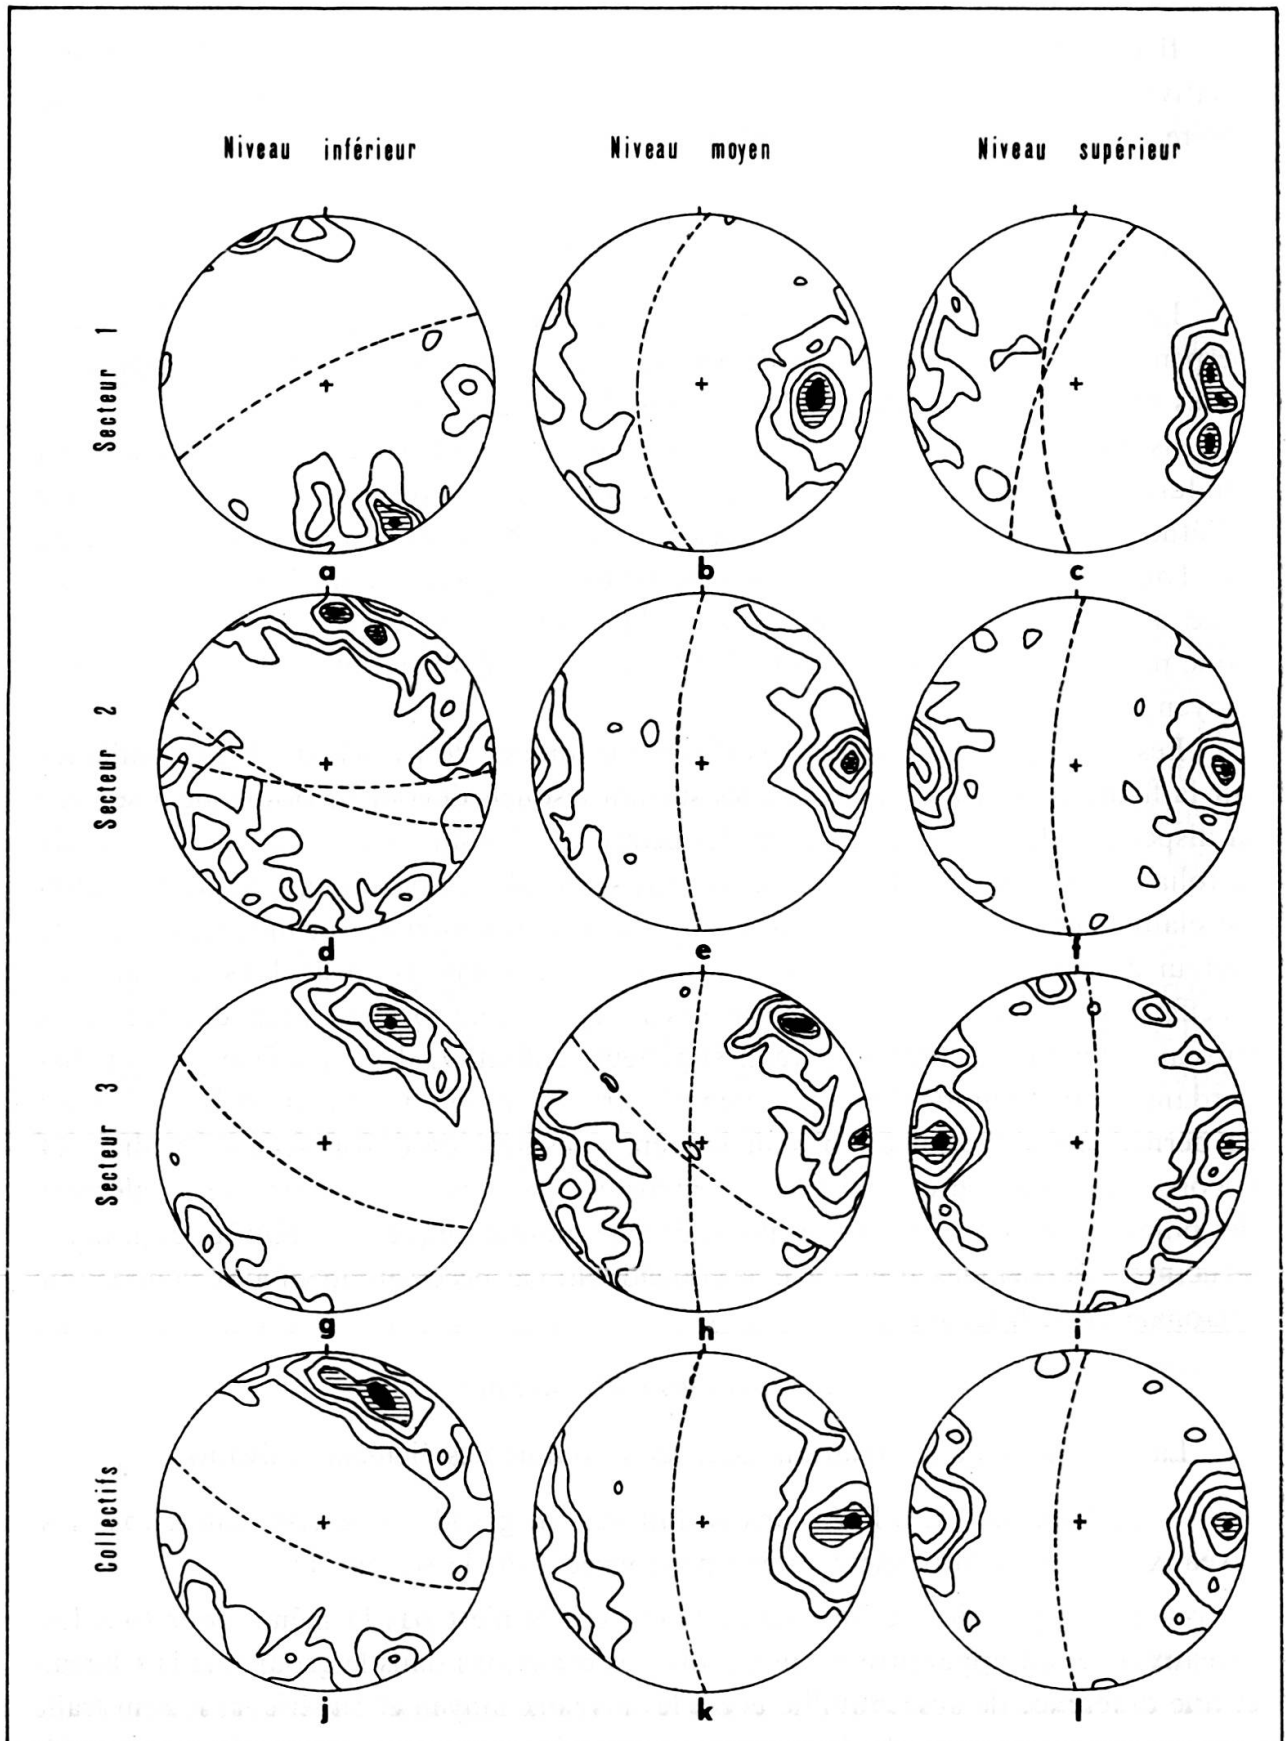 Niveau inférieur
Niveau moyen
Niveau supérieur
Secteur 1
a
b
c
Secteur 2
d
e
f
Secteur 3
g
h
i
Collectifs
j
k
l